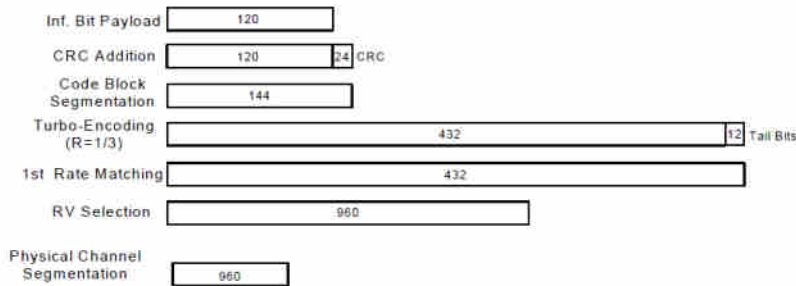 Inf. Bit Payload 120
CRC Addition 120 24 CRC
Code Block
Segmentation 144
Turbo-Encoding
(R=1/3) 432 12 Tail Bits
1st Rate Matching 432
RV Selection 960
Physical Channel
Segmentation 960